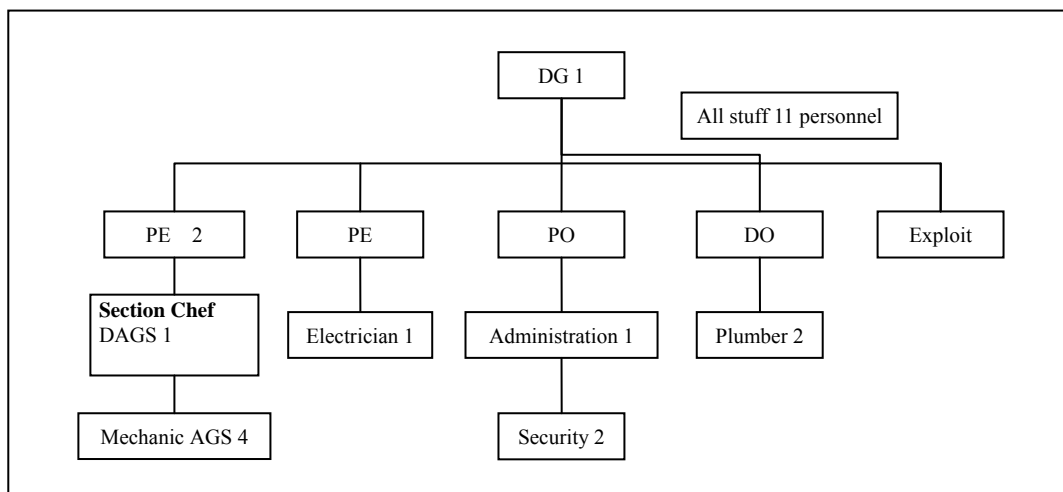 DG 1
All stuff 11 personnel
PE 2
PE
PO
DO
Exploit
Section Chef
DAGS 1
Electrician 1
Administration 1
Plumber 2
Mechanic AGS 4
Security 2